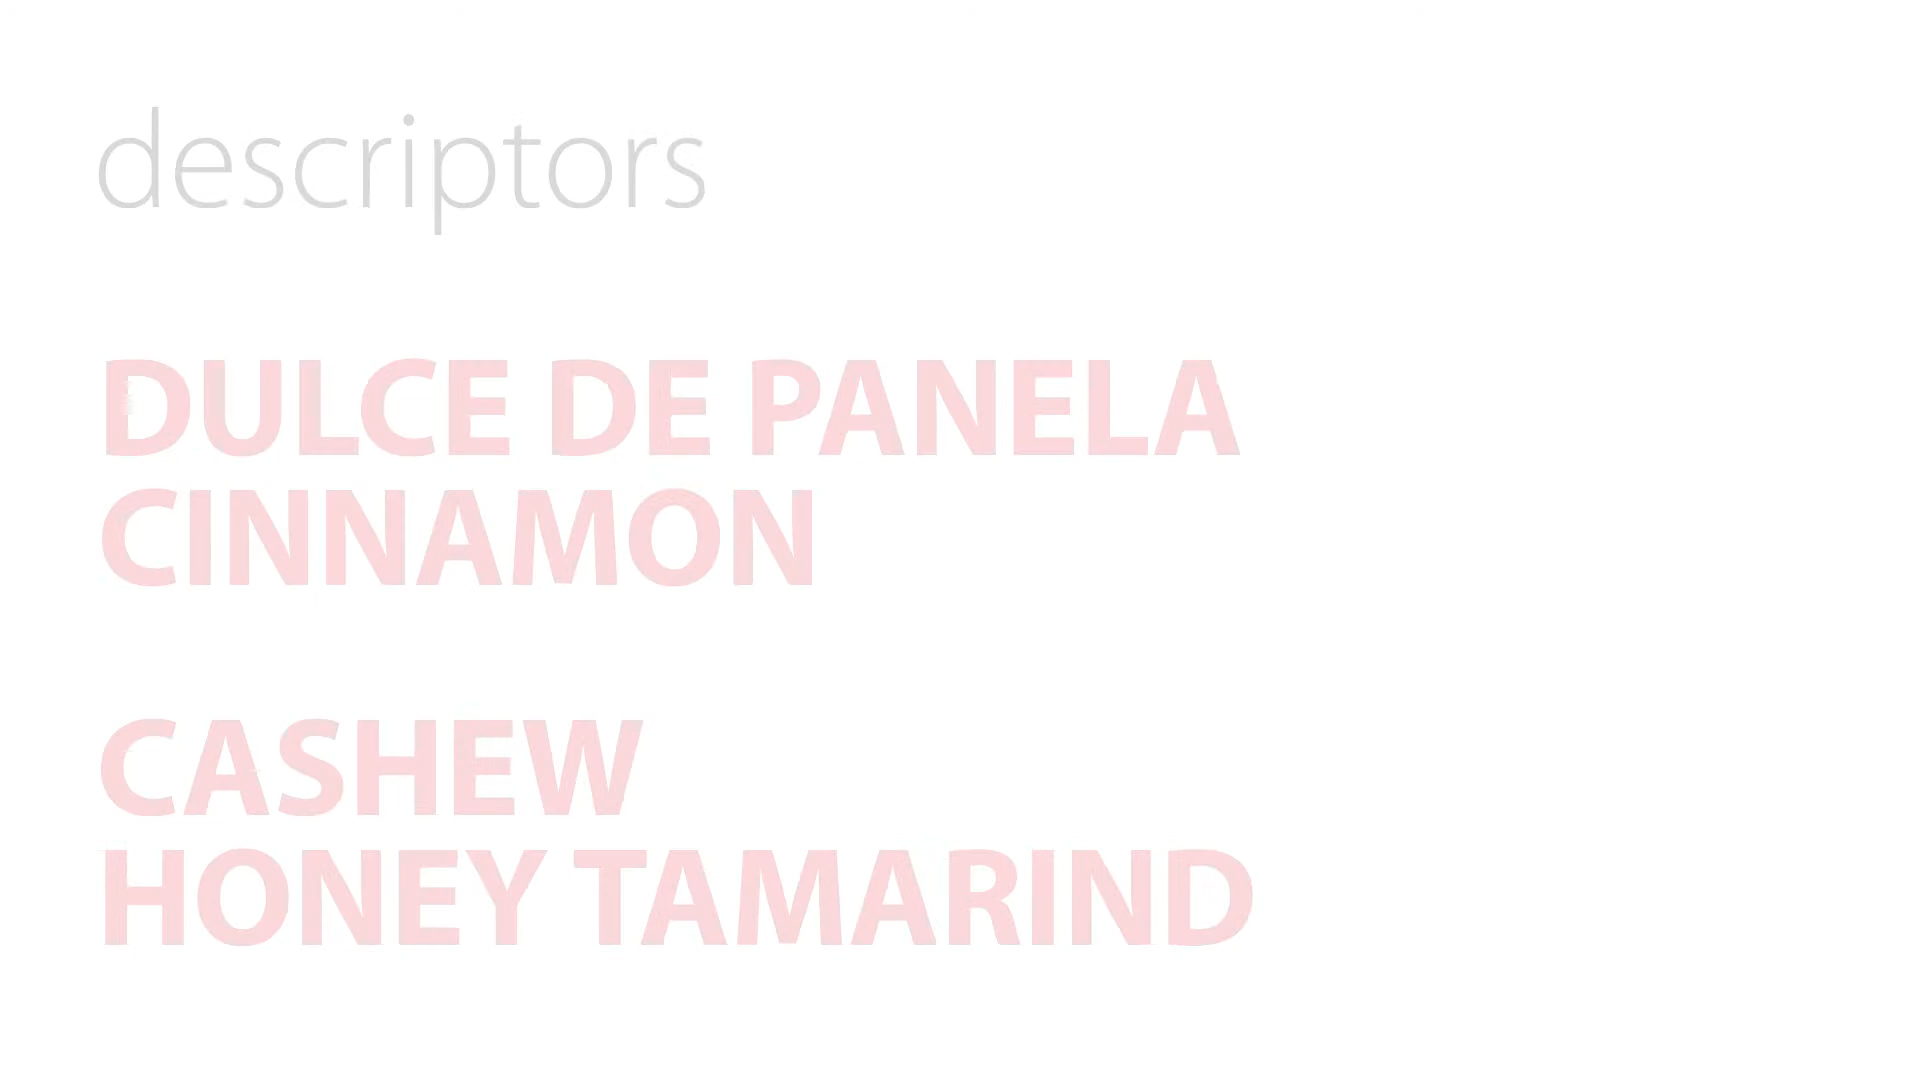 descriptors
DULCE DE PANELA
CINNAMON
CASHEW
HONEY TAMARIND